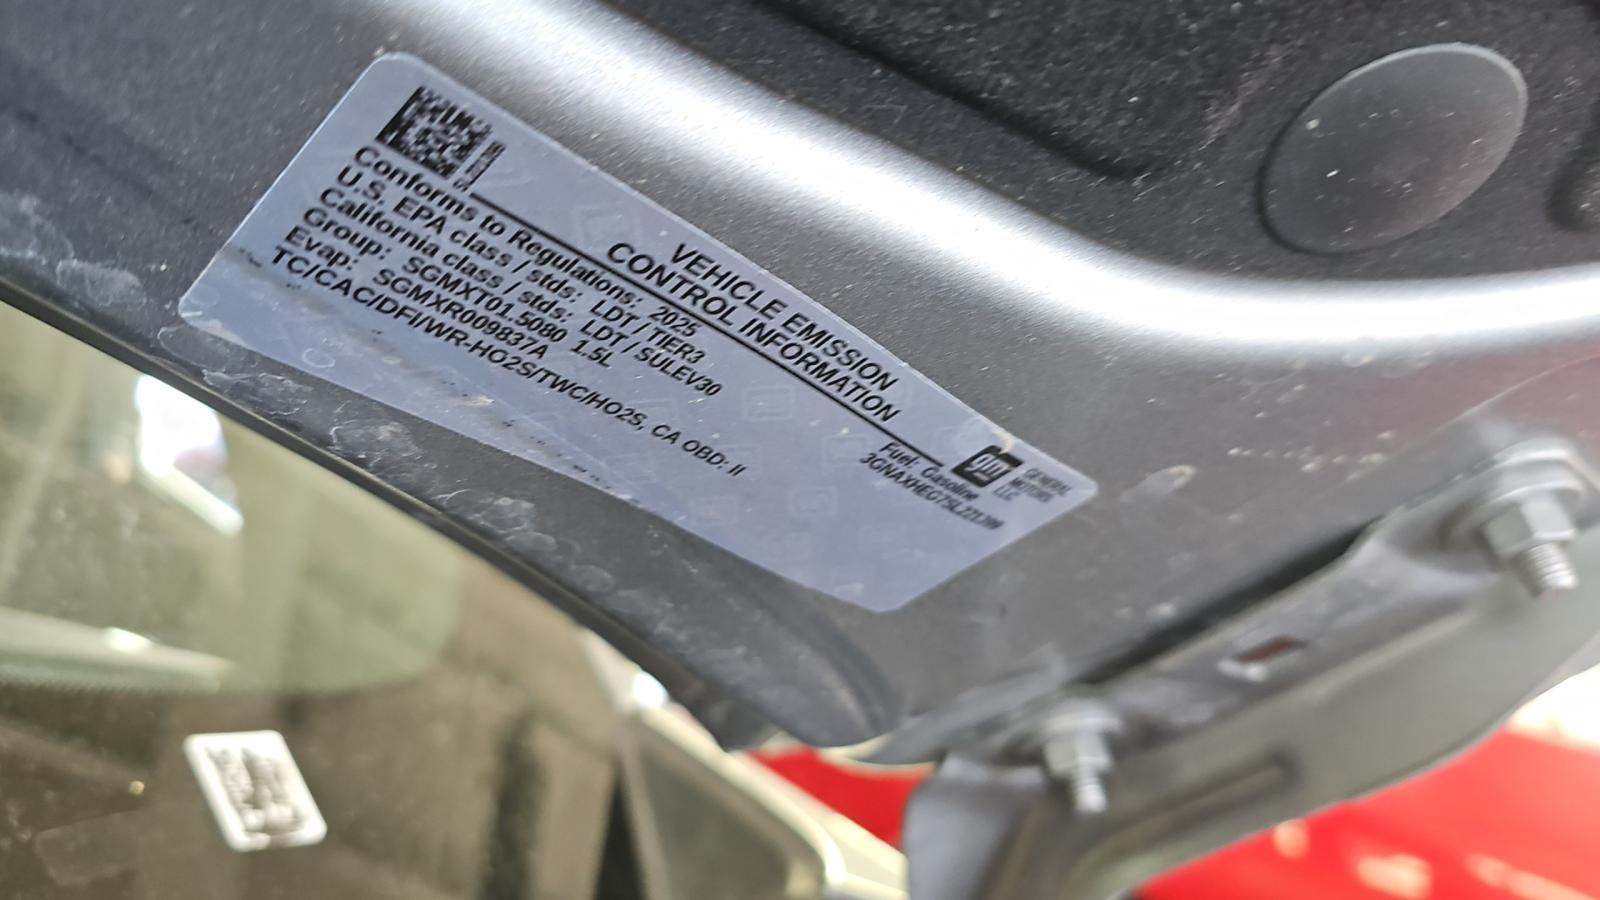 VEHICLE EMISSION
CONTROL INFORMATION
gm GENERAL
MOTORS
LLC
Conforms to Regulations: 2025
Fuel: Gasoline
U.S. EPA class / stds: LDT / TIER3
California class / stds: LDT / SULEV30
Group: SGMXT01.5080 1.5L
Evap: SGMXR009837A
TC/CAC/DFI/WR-HO2S/TWC/HO2S, CA OBD: II